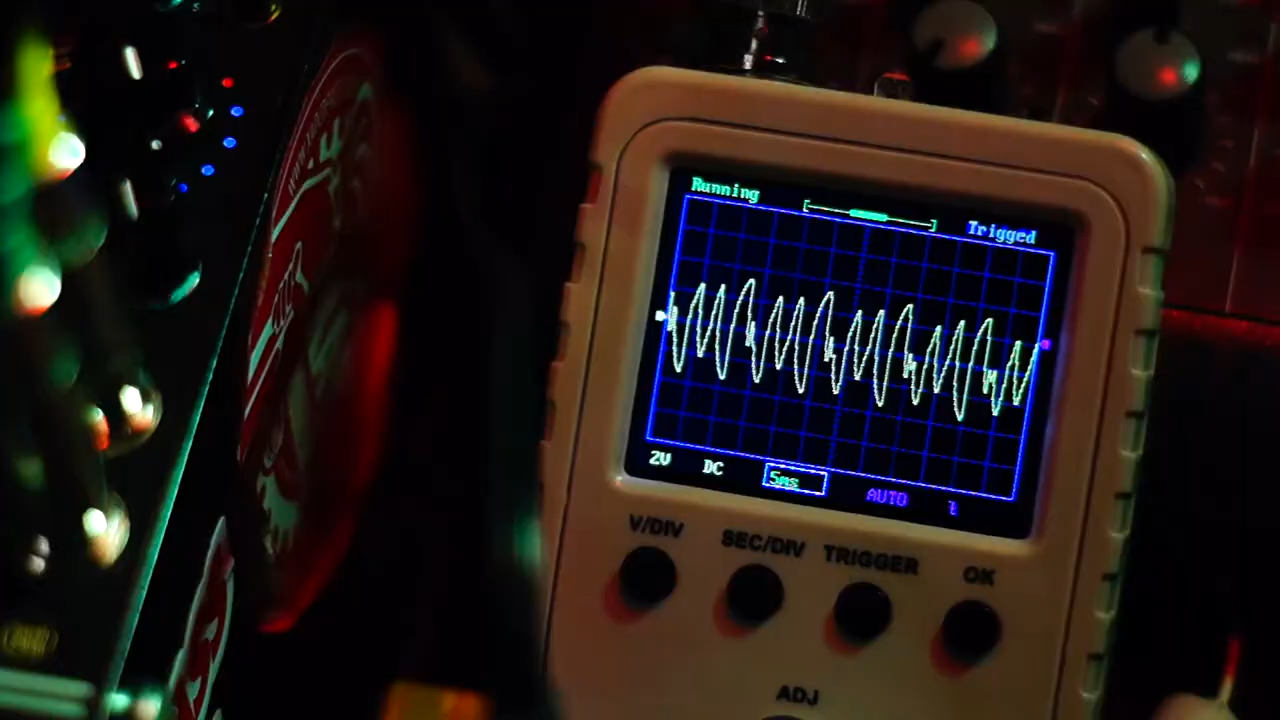 Running
Trigged
2V DC 5ms AUTO
V/DIV SEC/DIV TRIGGER OK
ADJ